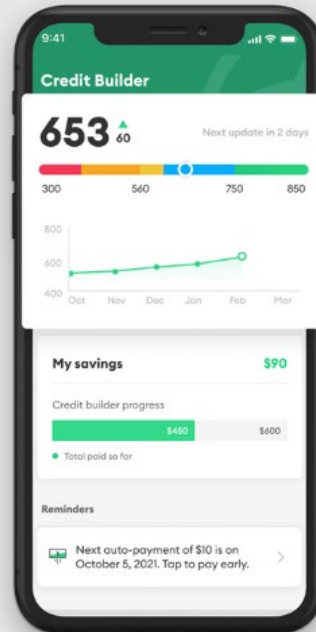 9:41
Credit Builder
653 60 Next update in 2 days
300 560 750 850
800
600
400
Oct Nov Dec Jan Feb Mar
My savings $90
Credit builder progress
$450 $600
Total paid so far
Reminders
Next auto-payment of $10 is on
October 5, 2021. Tap to pay early.